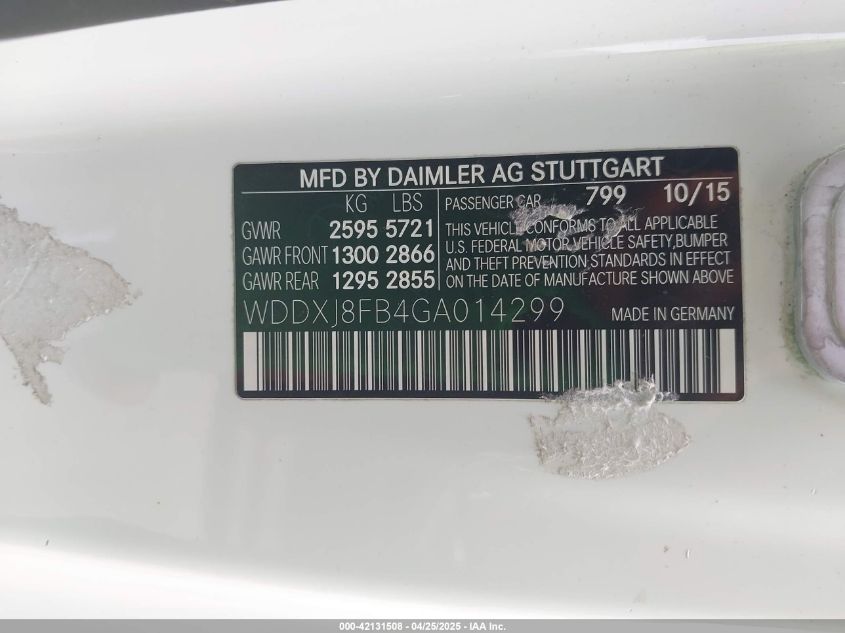 MFD BY DAIMLER AG STUTTGART
KG LBS
GVWR 2595 5721
GAWR FRONT 1300 2866
GAWR REAR 1295 2855
PASSENGER CAR 799 10/15
THIS VEHICLE CONFORMS TO ALL APPLICABLE
U.S. FEDERAL MOTOR VEHICLE SAFETY,BUMPER
AND THEFT PREVENTION STANDARDS IN EFFECT
ON THE DATE OF MANUFACTURE SHOWN ABOVE
WDDXJ8FB4GA014299 MADE IN GERMANY
000-42131508 - 04/25/2025 - IAA Inc.